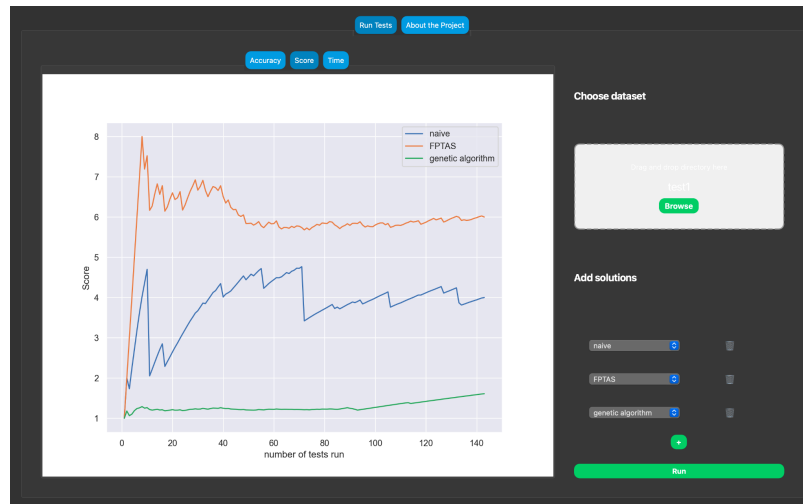 Run Tests
About the Project
Accuracy
Score
Time
naive
FPTAS
genetic algorithm
8
7
6
5
4
3
2
1
Score
0
20
40
60
80
100
120
140
number of tests run
Choose dataset
test1
Browse
Add solutions
naive
FPTAS
genetic algorithm
+
Run